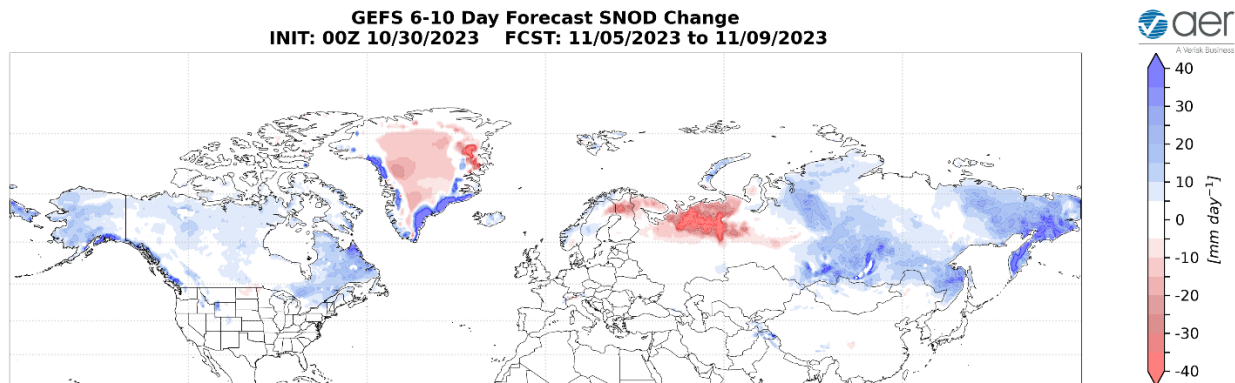 GEFS 6-10 Day Forecast SNOD Change
INIT: 00Z 10/30/2023    FCST: 11/05/2023 to 11/09/2023
aer
A Verisk Business
40
30
20
10
0
-10
-20
-30
-40
[mm day⁻¹]